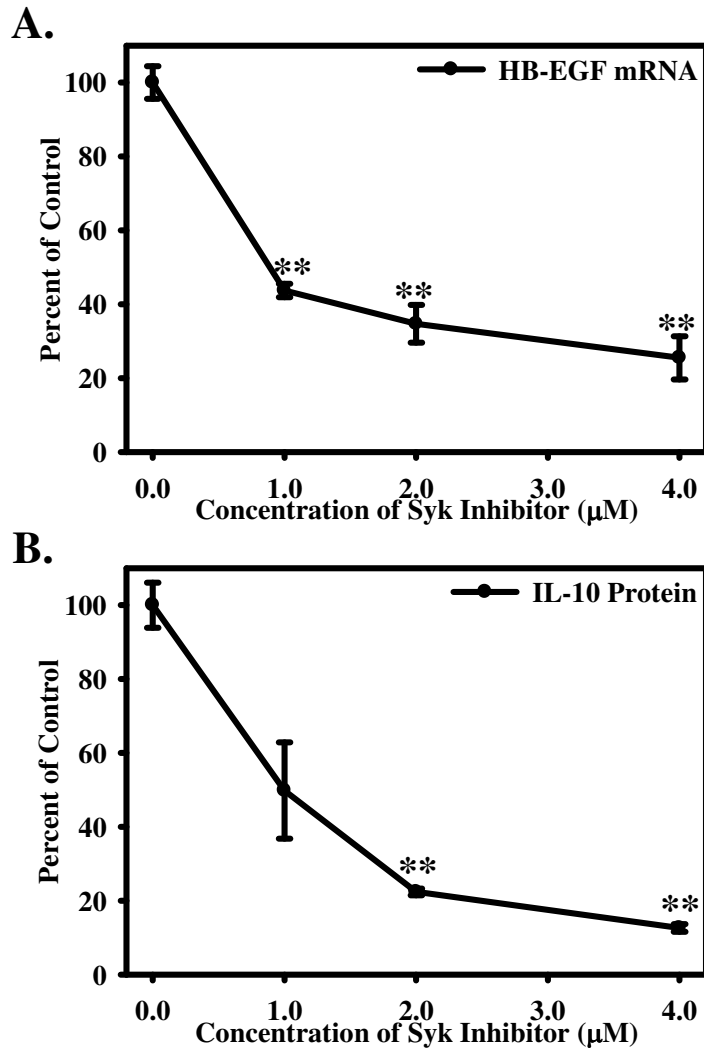 A.
HB-EGF mRNA
100
80
60
40
20
0
Percent of Control
**
**
**
0.0 1.0 2.0 3.0 4.0
Concentration of Syk Inhibitor (μM)
B.
IL-10 Protein
100
80
60
40
20
0
Percent of Control
**
**
0.0 1.0 2.0 3.0 4.0
Concentration of Syk Inhibitor (μM)